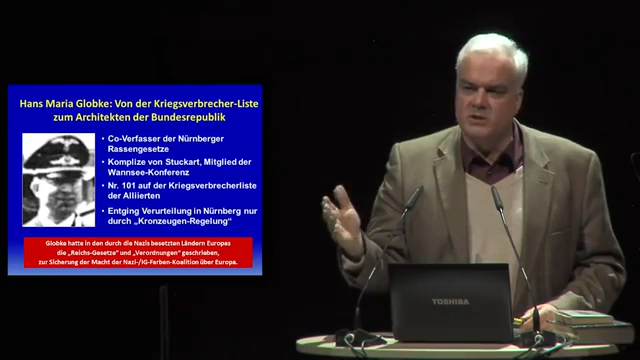 Hans Maria Globke: Von der Kriegsverbrecher-Liste
zum Architekten der Bundesrepublik
• Co-Verfasser der Nürnberger
Rassengesetze
• Komplize von Stuckart, Mitglied der
Wannsee-Konferenz
• Nr. 101 auf der Kriegsverbrecherliste
der Alliierten
• Entging Verurteilung in Nürnberg nur
durch „Kronzeugen-Regelung“
Globke hatte in den durch die Nazis besetzten Ländern Europas
die „Reichs-Gesetze“ und „Verordnungen“ geschrieben,
zur Sicherung der Macht der Nazi-/IG-Farben-Koalition über Europa.
TOSHIBA